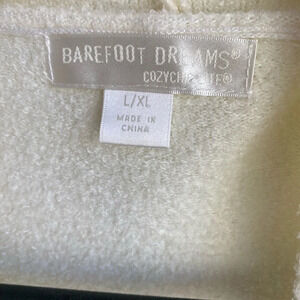 BAREFOOT DREAMS®
COZYCHIC LITE®
L/XL
MADE IN
CHINA